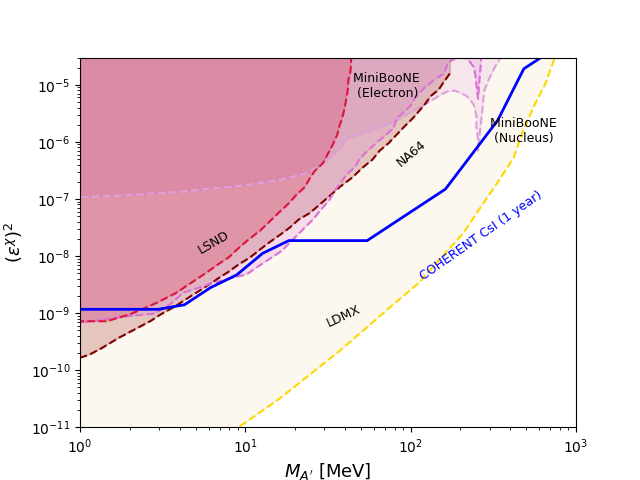 MiniBooNE
(Electron)
MiniBooNE
(Nucleus)
NA64
LSND
COHERENT CsI (1 year)
LDMX
(ε^χ)²
10⁻⁵
10⁻⁶
10⁻⁷
10⁻⁸
10⁻⁹
10⁻¹⁰
10⁻¹¹
10⁰
10¹
10²
10³
M_{A′} [MeV]